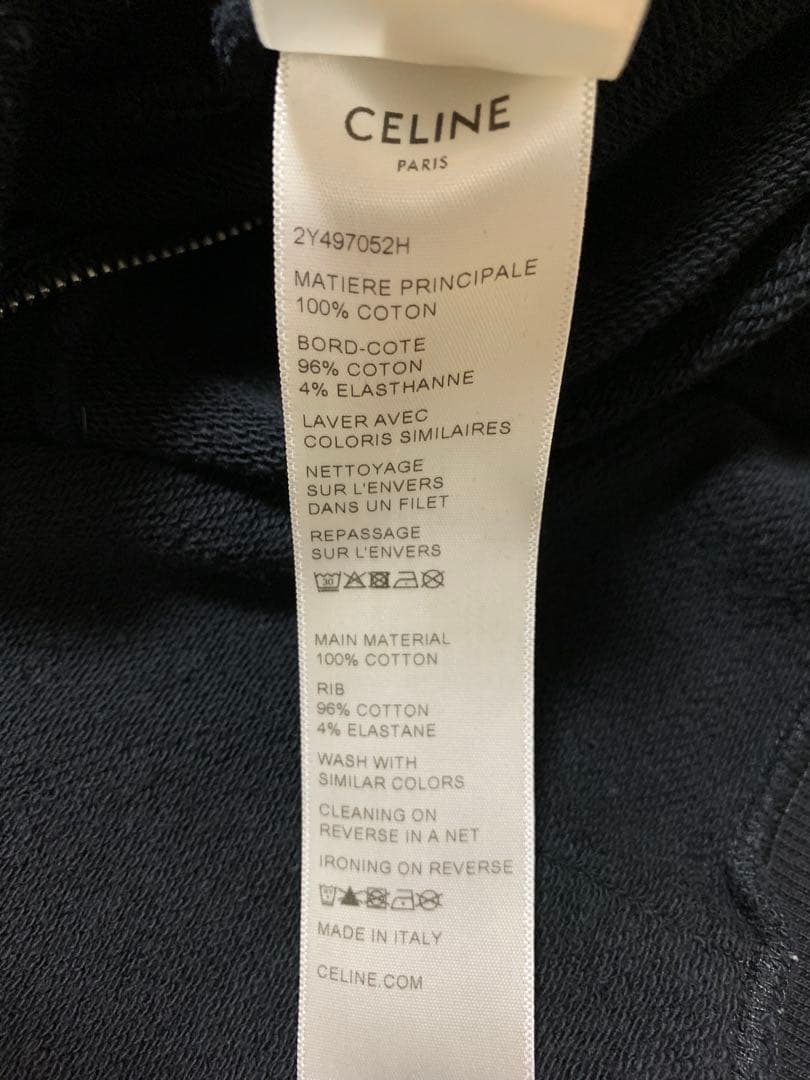 CELINE
PARIS
2Y497052H
MATIERE PRINCIPALE
100% COTON
BORD-COTE
96% COTON
4% ELASTHANNE
LAVER AVEC
COLORIS SIMILAIRES
NETTOYAGE
SUR L'ENVERS
DANS UN FILET
REPASSAGE
SUR L'ENVERS
30
MAIN MATERIAL
100% COTTON
RIB
96% COTTON
4% ELASTANE
WASH WITH
SIMILAR COLORS
CLEANING ON
REVERSE IN A NET
IRONING ON REVERSE
MADE IN ITALY
CELINE.COM